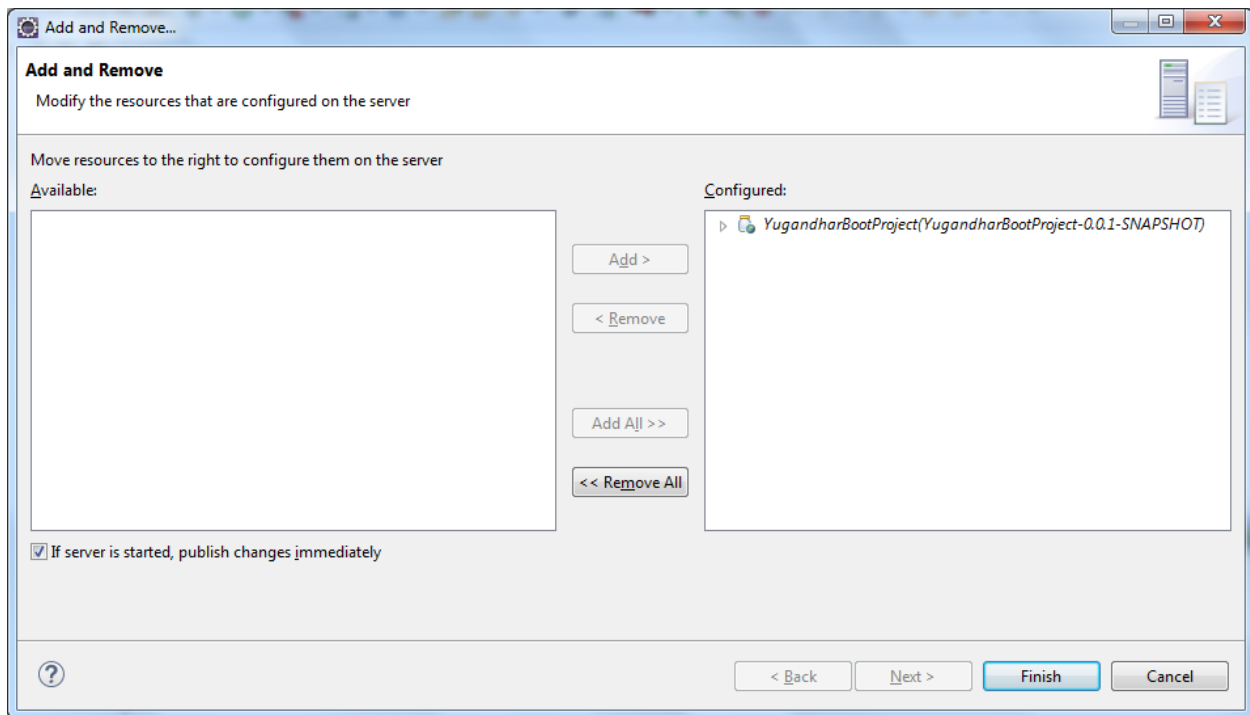 Add and Remove...
Add and Remove
Modify the resources that are configured on the server
Move resources to the right to configure them on the server
Available:
Configured:
YugandharBootProject(YugandharBootProject-0.0.1-SNAPSHOT)
Add >
< Remove
Add All >>
<< Remove All
If server is started, publish changes immediately
?
< Back
Next >
Finish
Cancel